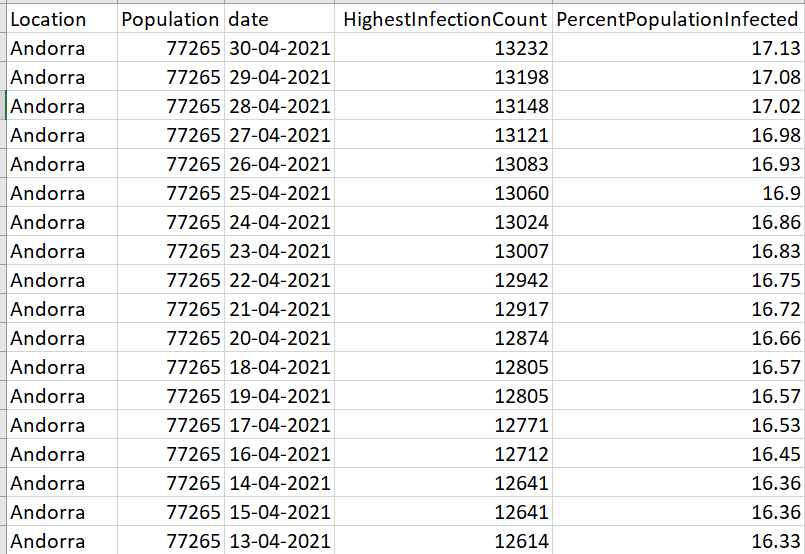 Location Population date HighestInfectionCount PercentPopulationInfected
Andorra 77265 30-04-2021 13232 17.13
Andorra 77265 29-04-2021 13198 17.08
Andorra 77265 28-04-2021 13148 17.02
Andorra 77265 27-04-2021 13121 16.98
Andorra 77265 26-04-2021 13083 16.93
Andorra 77265 25-04-2021 13060 16.9
Andorra 77265 24-04-2021 13024 16.86
Andorra 77265 23-04-2021 13007 16.83
Andorra 77265 22-04-2021 12942 16.75
Andorra 77265 21-04-2021 12917 16.72
Andorra 77265 20-04-2021 12874 16.66
Andorra 77265 18-04-2021 12805 16.57
Andorra 77265 19-04-2021 12805 16.57
Andorra 77265 17-04-2021 12771 16.53
Andorra 77265 16-04-2021 12712 16.45
Andorra 77265 14-04-2021 12641 16.36
Andorra 77265 15-04-2021 12641 16.36
Andorra 77265 13-04-2021 12614 16.33